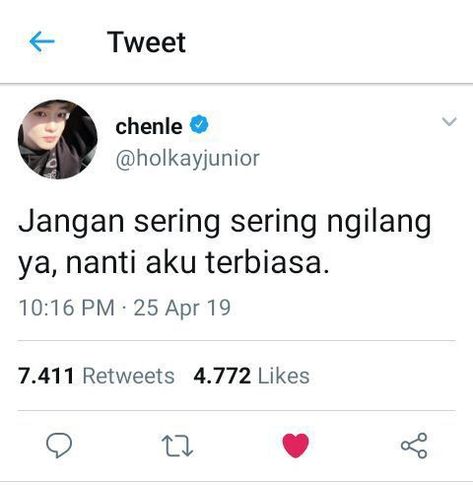 Tweet
chenle
@holkayjunior
Jangan sering sering ngilang
ya, nanti aku terbiasa.
10:16 PM · 25 Apr 19
7.411 Retweets 4.772 Likes